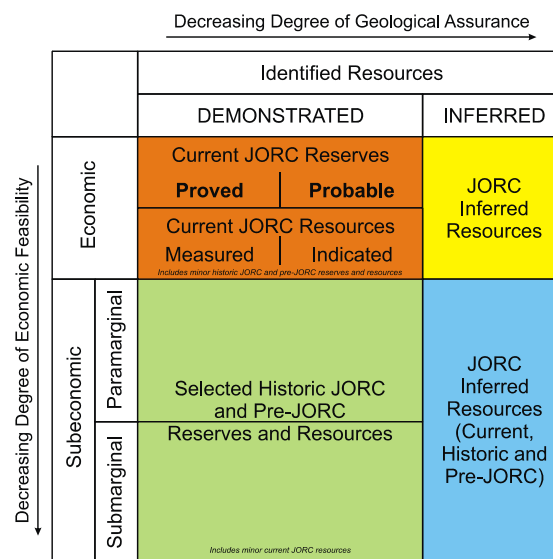 Decreasing Degree of Geological Assurance
Identified Resources
DEMONSTRATED
INFERRED
Decreasing Degree of Economic Feasibility
Economic
Current JORC Reserves
Proved
Probable
Current JORC Resources
Measured
Indicated
Includes minor historic JORC and pre-JORC reserves and resources
JORC
Inferred
Resources
Subeconomic
Paramarginal
Submarginal
Selected Historic JORC
and Pre-JORC
Reserves and Resources
Includes minor current JORC resources
JORC
Inferred
Resources
(Current,
Historic and
Pre-JORC)